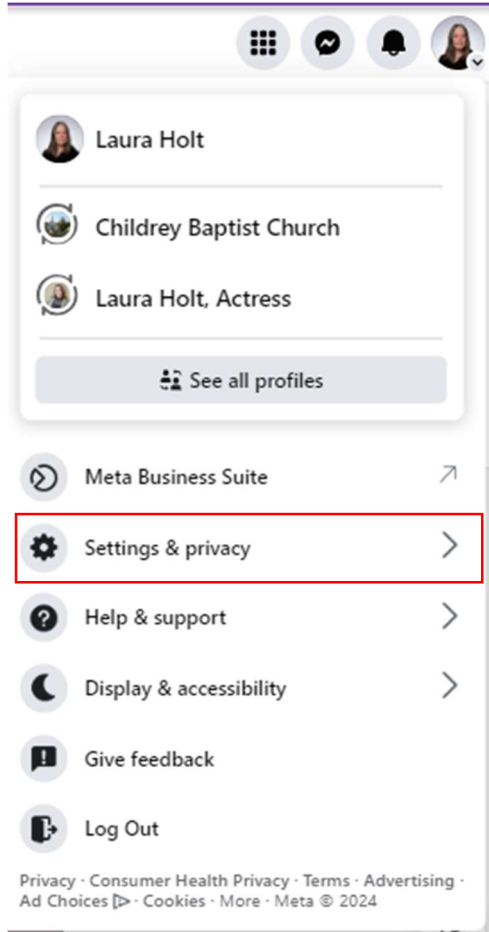 Laura Holt
Childrey Baptist Church
Laura Holt, Actress
See all profiles
Meta Business Suite
Settings & privacy
Help & support
Display & accessibility
Give feedback
Log Out
Privacy · Consumer Health Privacy · Terms · Advertising ·
Ad Choices · Cookies · More · Meta © 2024